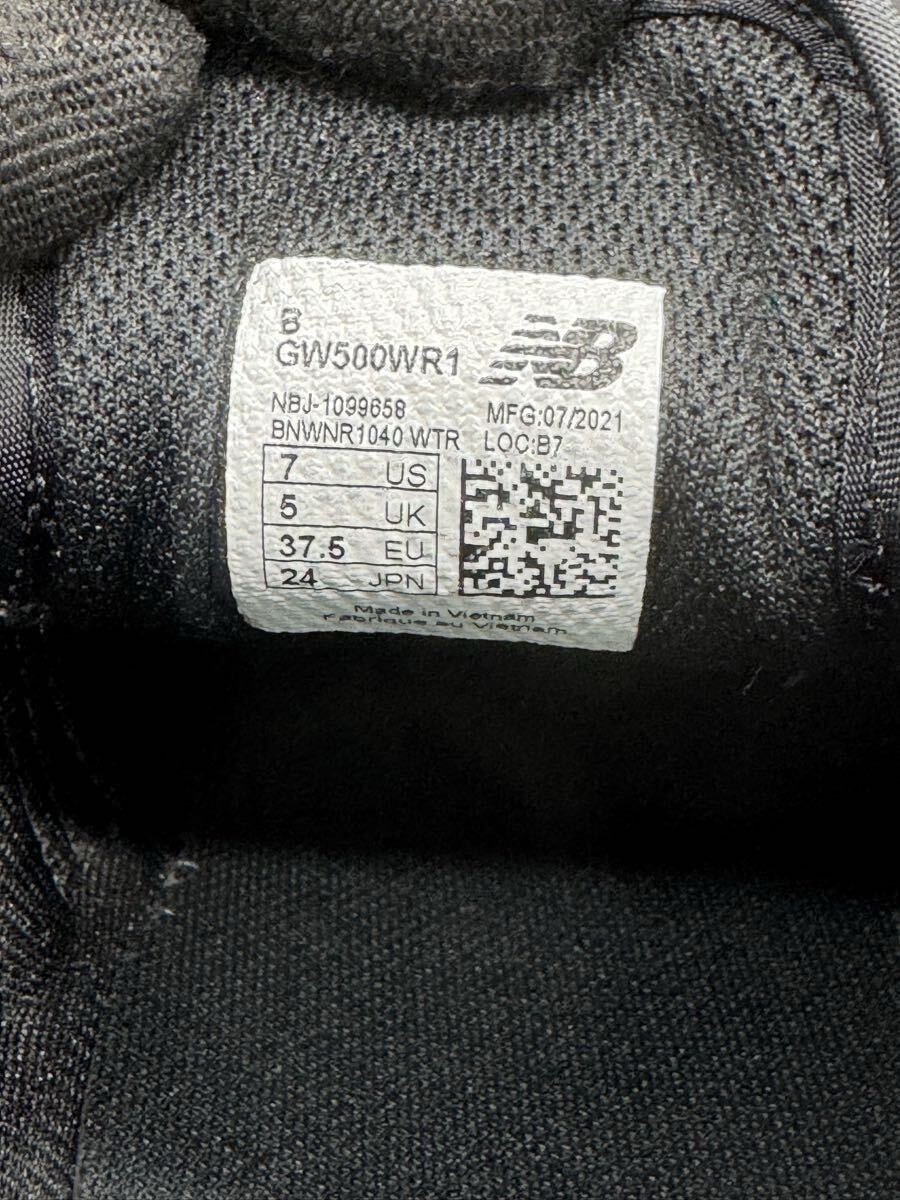 B
GW500WR1
NB
NBJ-1099658
MFG:07/2021
BNWNR1040 WTR
LOC:B7
7 US
5 UK
37.5 EU
24 JPN
Made in Vietnam
Fabriqué au Vietnam